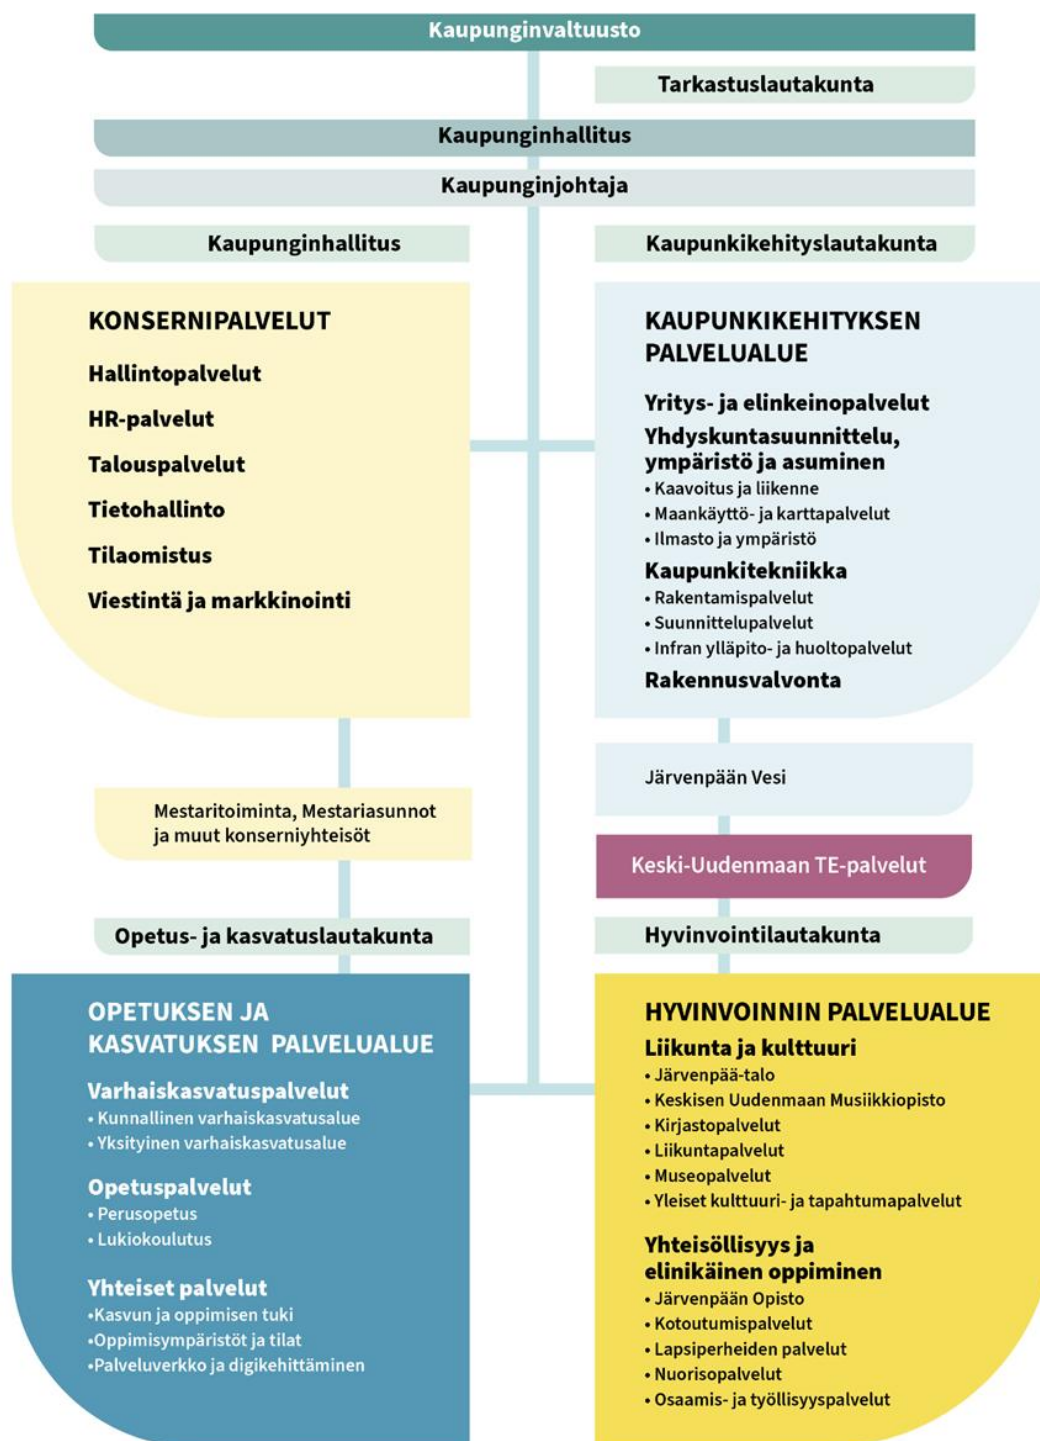 Kaupunginvaltuusto
Tarkastuslautakunta
Kaupunginhallitus
Kaupunginjohtaja
Kaupunginhallitus
KONSERNIPALVELUT
Hallintopalvelut
HR-palvelut
Talouspalvelut
Tietohallinto
Tilaomistus
Viestintä ja markkinointi
Mestaritoiminta, Mestariasunnot
ja muut konserniyhteisöt
Kaupunkikehityslautakunta
KAUPUNKIKEHITYKSEN
PALVELUALUE
Yritys- ja elinkeinopalvelut
Yhdyskuntasuunnittelu,
ympäristö ja asuminen
• Kaavoitus ja liikenne
• Maankäyttö- ja karttapalvelut
• Ilmasto ja ympäristö
Kaupunkitekniikka
• Rakentamispalvelut
• Suunnittelupalvelut
• Infran ylläpito- ja huoltopalvelut
Rakennusvalvonta
Järvenpään Vesi
Keski-Uudenmaan TE-palvelut
Opetus- ja kasvatuslautakunta
OPETUKSEN JA
KASVATUKSEN PALVELUALUE
Varhaiskasvatuspalvelut
• Kunnallinen varhaiskasvatusalue
• Yksityinen varhaiskasvatusalue
Opetuspalvelut
• Perusopetus
• Lukiokoulutus
Yhteiset palvelut
•Kasvun ja oppimisen tuki
•Oppimisympäristöt ja tilat
•Palveluverkko ja digikehittäminen
Hyvinvointilautakunta
HYVINVOINNIN PALVELUALUE
Liikunta ja kulttuuri
• Järvenpää-talo
• Keskisen Uudenmaan Musiikkiopisto
• Kirjastopalvelut
• Liikuntapalvelut
• Museopalvelut
• Yleiset kulttuuri- ja tapahtumapalvelut
Yhteisöllisyys ja
elinikäinen oppiminen
• Järvenpään Opisto
• Kotoutumispalvelut
• Lapsiperheiden palvelut
• Nuorisopalvelut
• Osaamis- ja työllisyyspalvelut